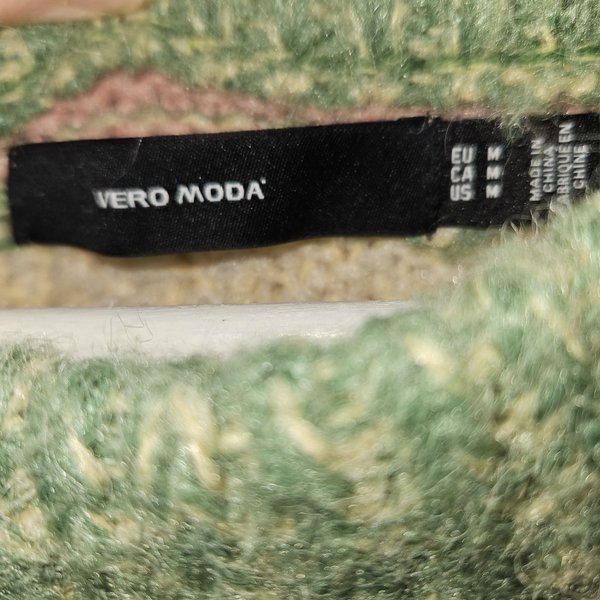 VERO MODA
EU M
CA M
US M
MADE IN
CHINA
FABRIQUE EN
CHINE